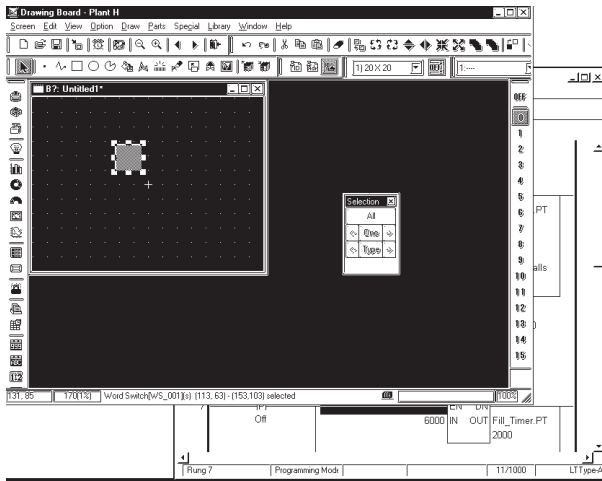 Drawing Board - Plant H
Screen Edit View Option Draw Parts Special Library Window Help
1) 20 X 20
1:----
B?: Untitled1*
OFF
0
1
2
3
4
5
6
7
8
9
10
11
12
13
14
15
Selection
All
One
Type
.PT
alls
131, 85 170(1%) Word Switch[WS_001](s) (113, 63) - (153,103) selected 100%
7
Off
EN DN
6000 IN OUT Fill_Timer.PT
2000
Rung 7 Programming Mode 11/1000 LTType-A